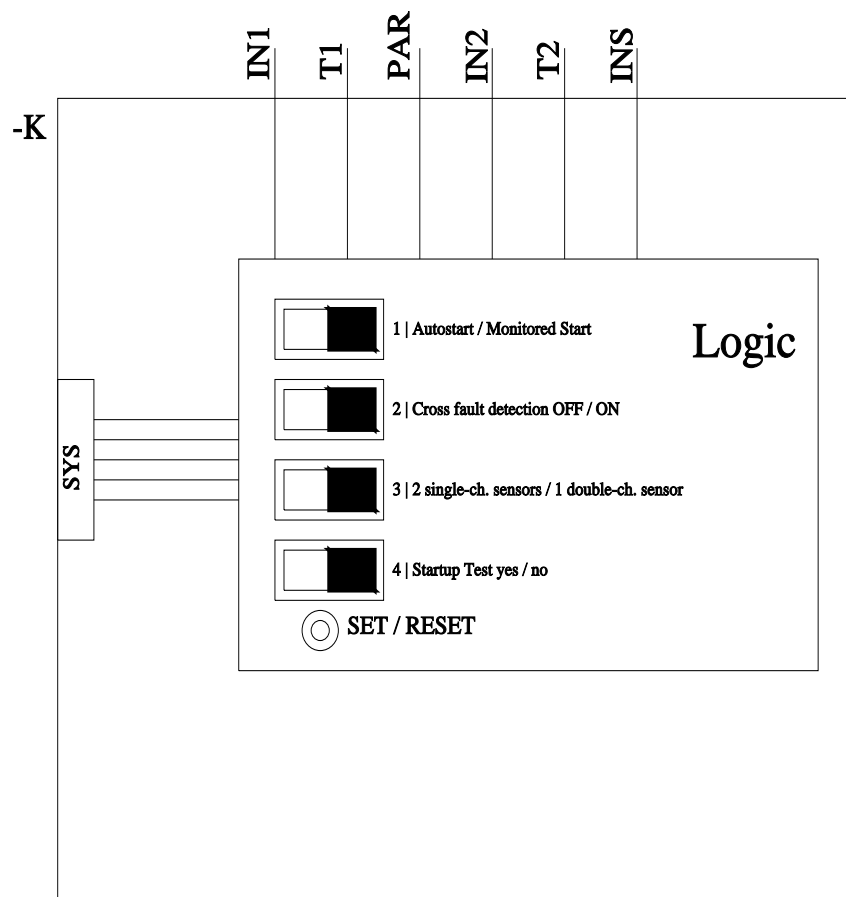 IN1
T1
PAR
IN2
T2
INS
-K
1 | Autostart / Monitored Start
Logic
2 | Cross fault detection OFF / ON
SYS
3 | 2 single-ch. sensors / 1 double-ch. sensor
4 | Startup Test yes / no
SET / RESET